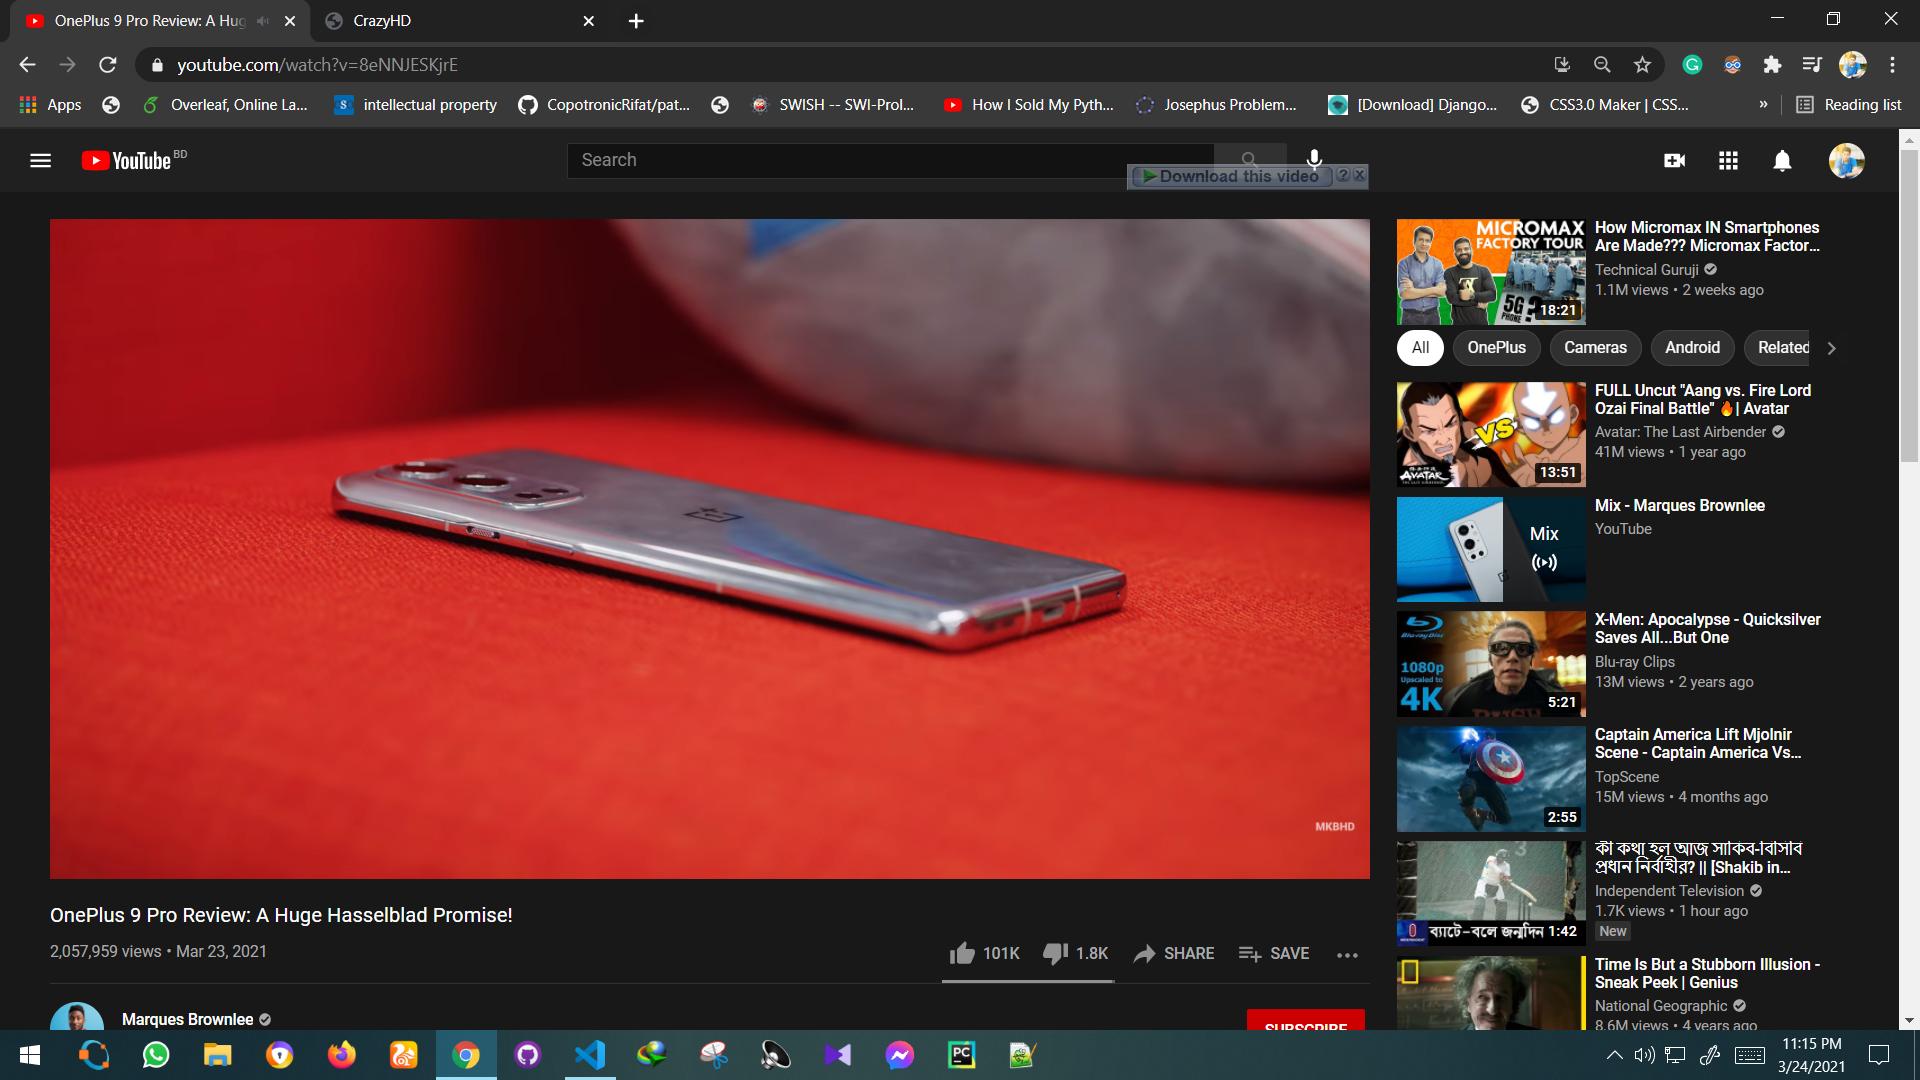 OnePlus 9 Pro Review: A Hug
CrazyHD
youtube.com/watch?v=8eNNJESKjrE
Apps
Overleaf, Online La...
intellectual property
CopotronicRifat/pat...
SWISH -- SWI-Prol...
How I Sold My Pyth...
Josephus Problem...
[Download] Django...
CSS3.0 Maker | CSS...
»
Reading list
YouTube BD
Search
Download this video
MICROMAX
FACTORY TOUR
5G ?
PHONE
18:21
How Micromax IN Smartphones
Are Made??? Micromax Factor...
Technical Guruji
1.1M views • 2 weeks ago
All
OnePlus
Cameras
Android
Related
VS
AVATAR
13:51
FULL Uncut "Aang vs. Fire Lord
Ozai Final Battle" 🔥| Avatar
Avatar: The Last Airbender
41M views • 1 year ago
Mix
Mix - Marques Brownlee
YouTube
Blu-ray Disc
1080p
Upscaled to
4K
5:21
X-Men: Apocalypse - Quicksilver
Saves All...But One
Blu-ray Clips
13M views • 2 years ago
2:55
Captain America Lift Mjolnir
Scene - Captain America Vs...
TopScene
15M views • 4 months ago
3
ব্যাটে-বলে জন্মদিন 1:42
কী কথা হল আজ সাকিব-বিসিবি
প্রধান নির্বাহীর? || [Shakib in...
Independent Television
1.7K views • 1 hour ago
New
Time Is But a Stubborn Illusion -
Sneak Peek | Genius
National Geographic
8.6M views • 4 years ago
MKBHD
OnePlus 9 Pro Review: A Huge Hasselblad Promise!
2,057,959 views • Mar 23, 2021
101K
1.8K
SHARE
SAVE
Marques Brownlee
SUBSCRIBE
PC
11:15 PM
3/24/2021